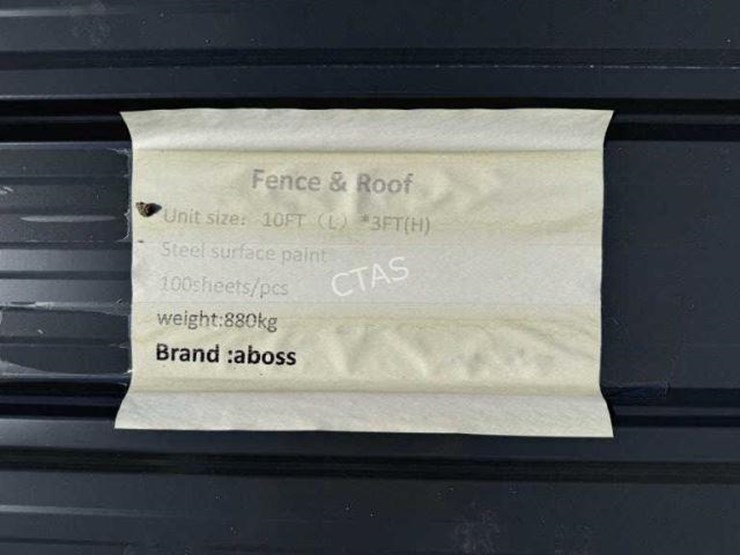 Fence & Roof
Unit size: 10FT (L) *3FT(H)
Steel surface paint
100sheets/pcs
CTAS
weight:880kg
Brand :aboss